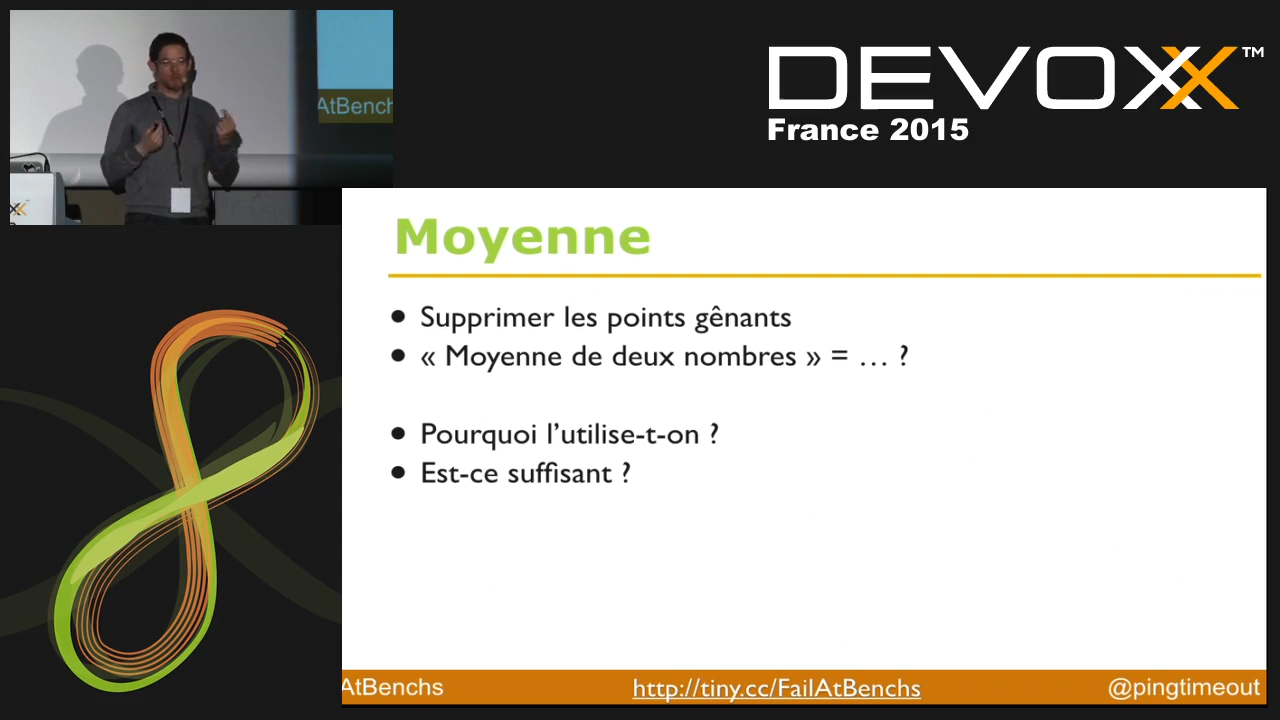 AtBench
DEVOXX™
France 2015
Moyenne
• Supprimer les points gênants
• « Moyenne de deux nombres » = … ?
• Pourquoi l’utilise-t-on ?
• Est-ce suffisant ?
AtBenchs
http://tiny.cc/FailAtBenchs
@pingtimeout